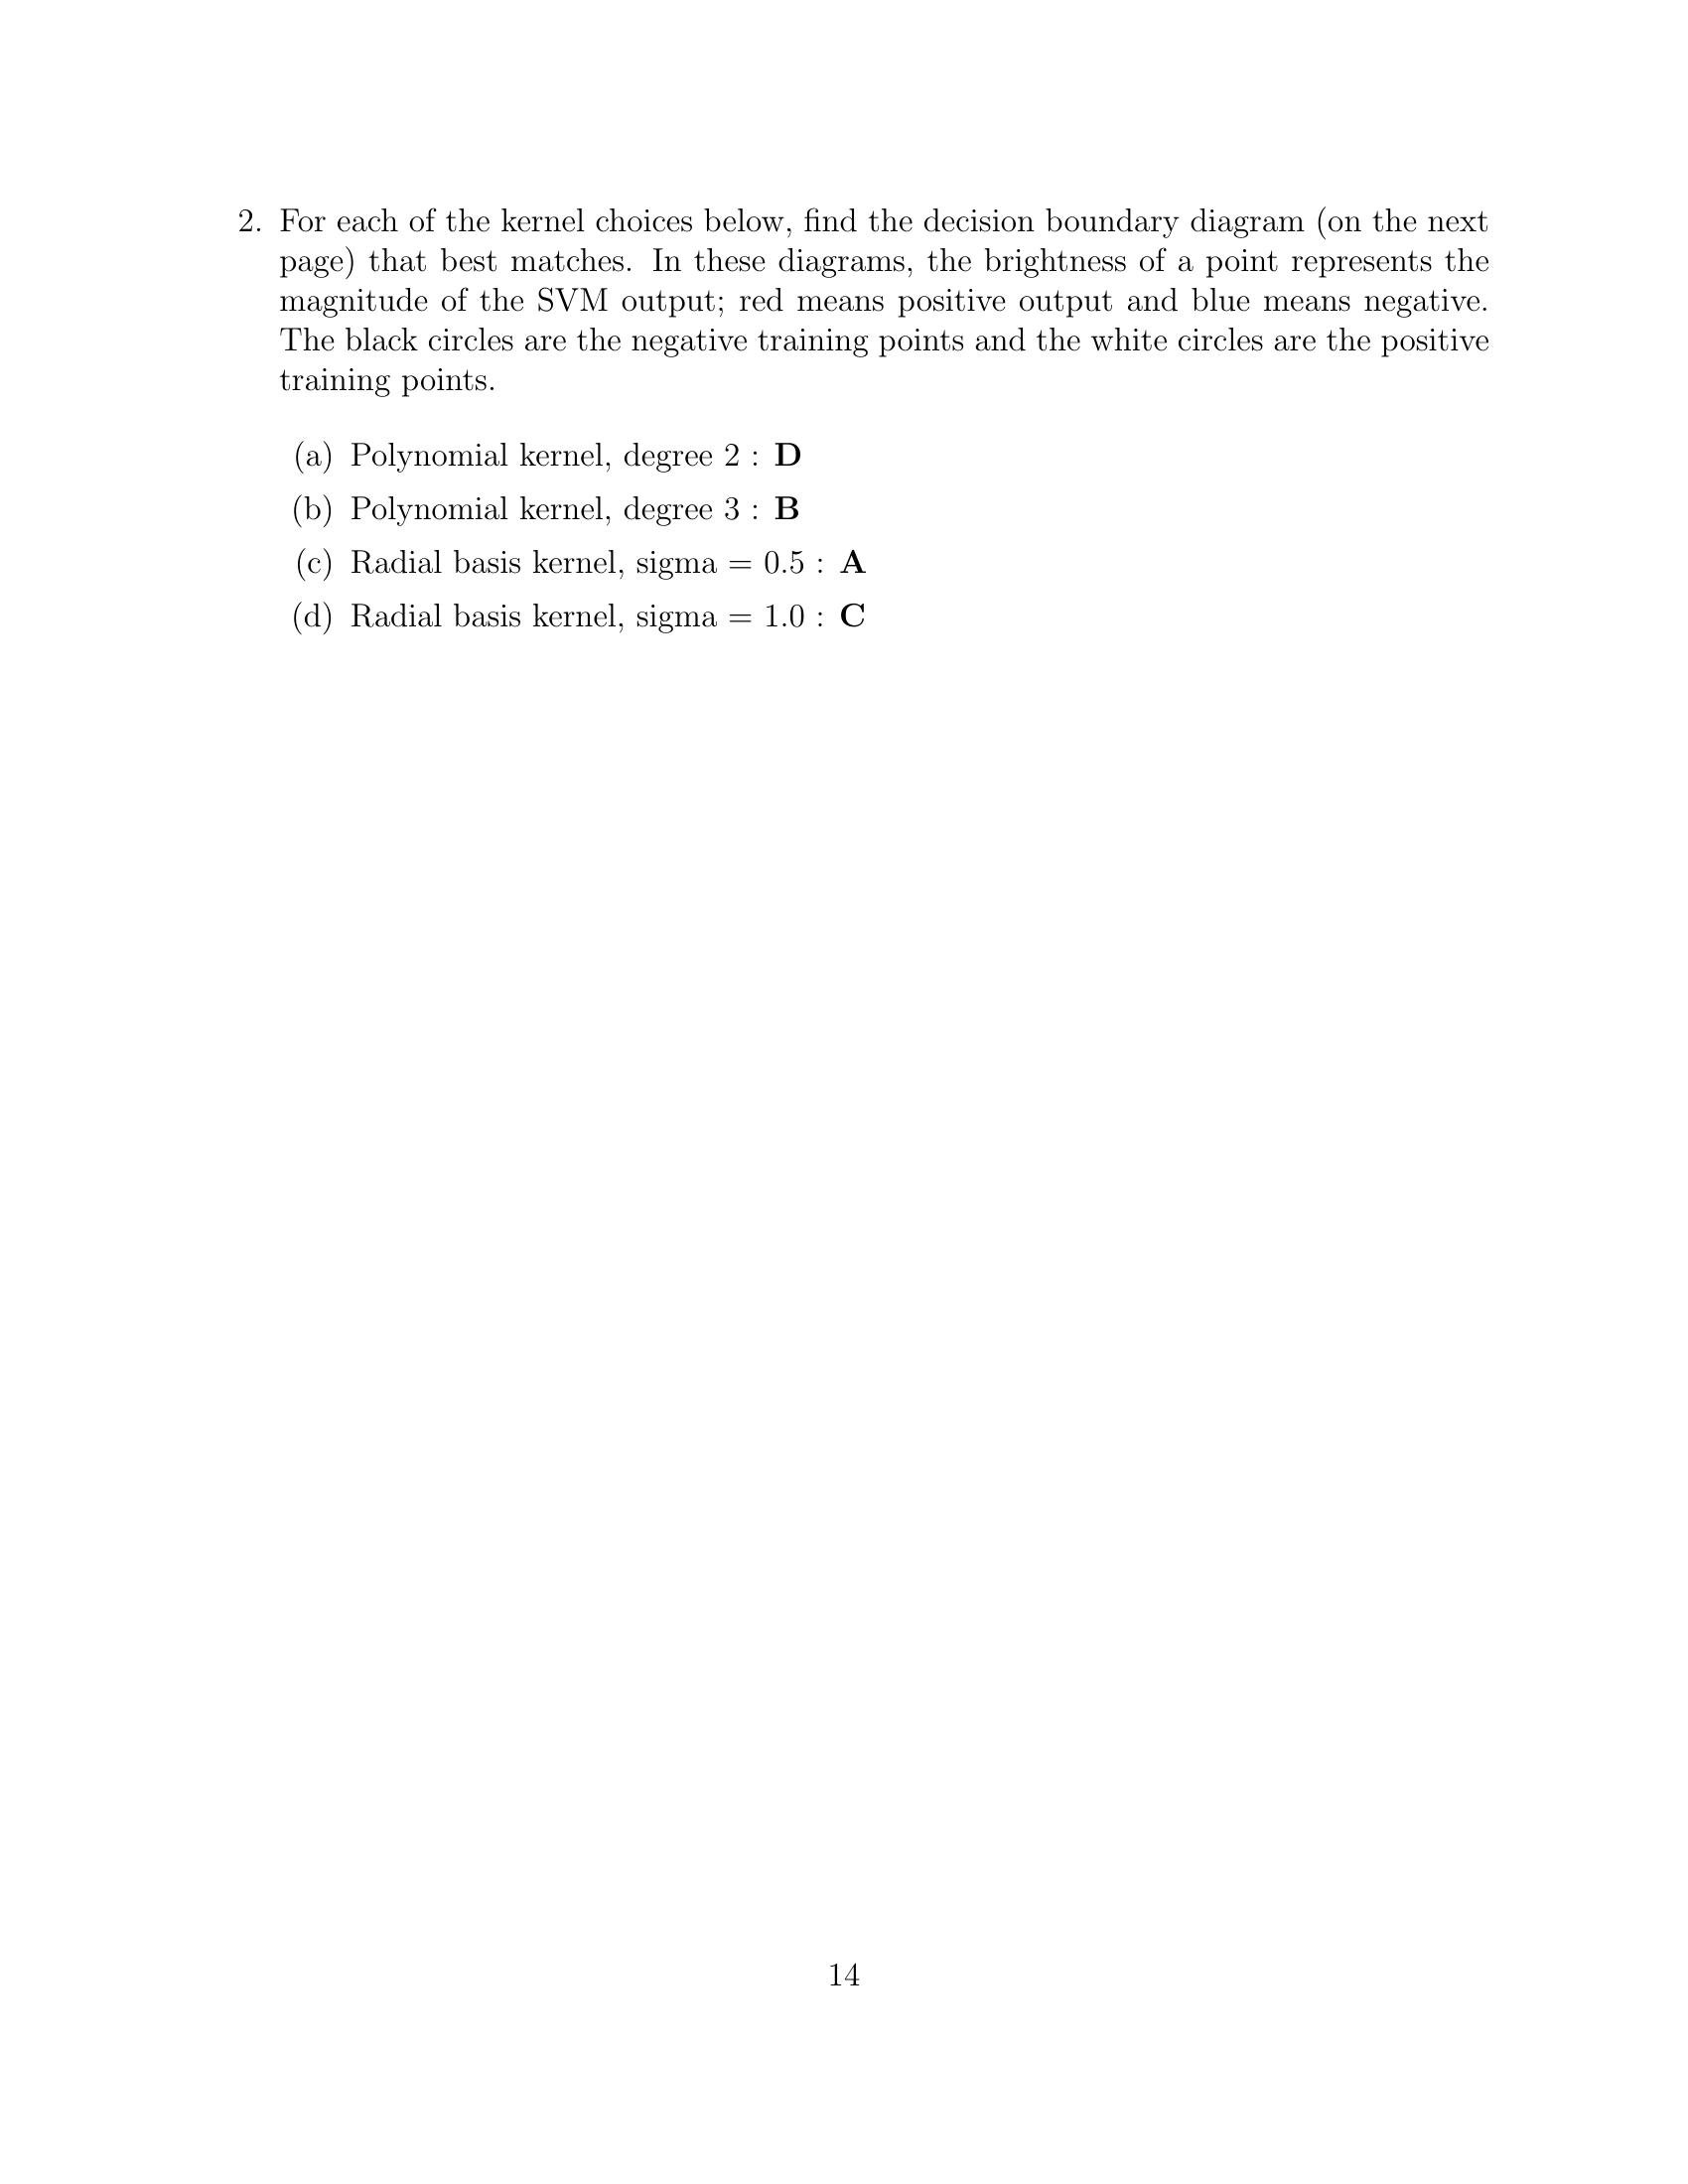 2. For each of the kernel choices below, find the decision boundary diagram (on the next
page) that best matches. In these diagrams, the brightness of a point represents the
magnitude of the SVM output; red means positive output and blue means negative.
The black circles are the negative training points and the white circles are the positive
training points.
(a) Polynomial kernel, degree 2 : D
(b) Polynomial kernel, degree 3 : B
(c) Radial basis kernel, sigma = 0.5 : A
(d) Radial basis kernel, sigma = 1.0 : C
14